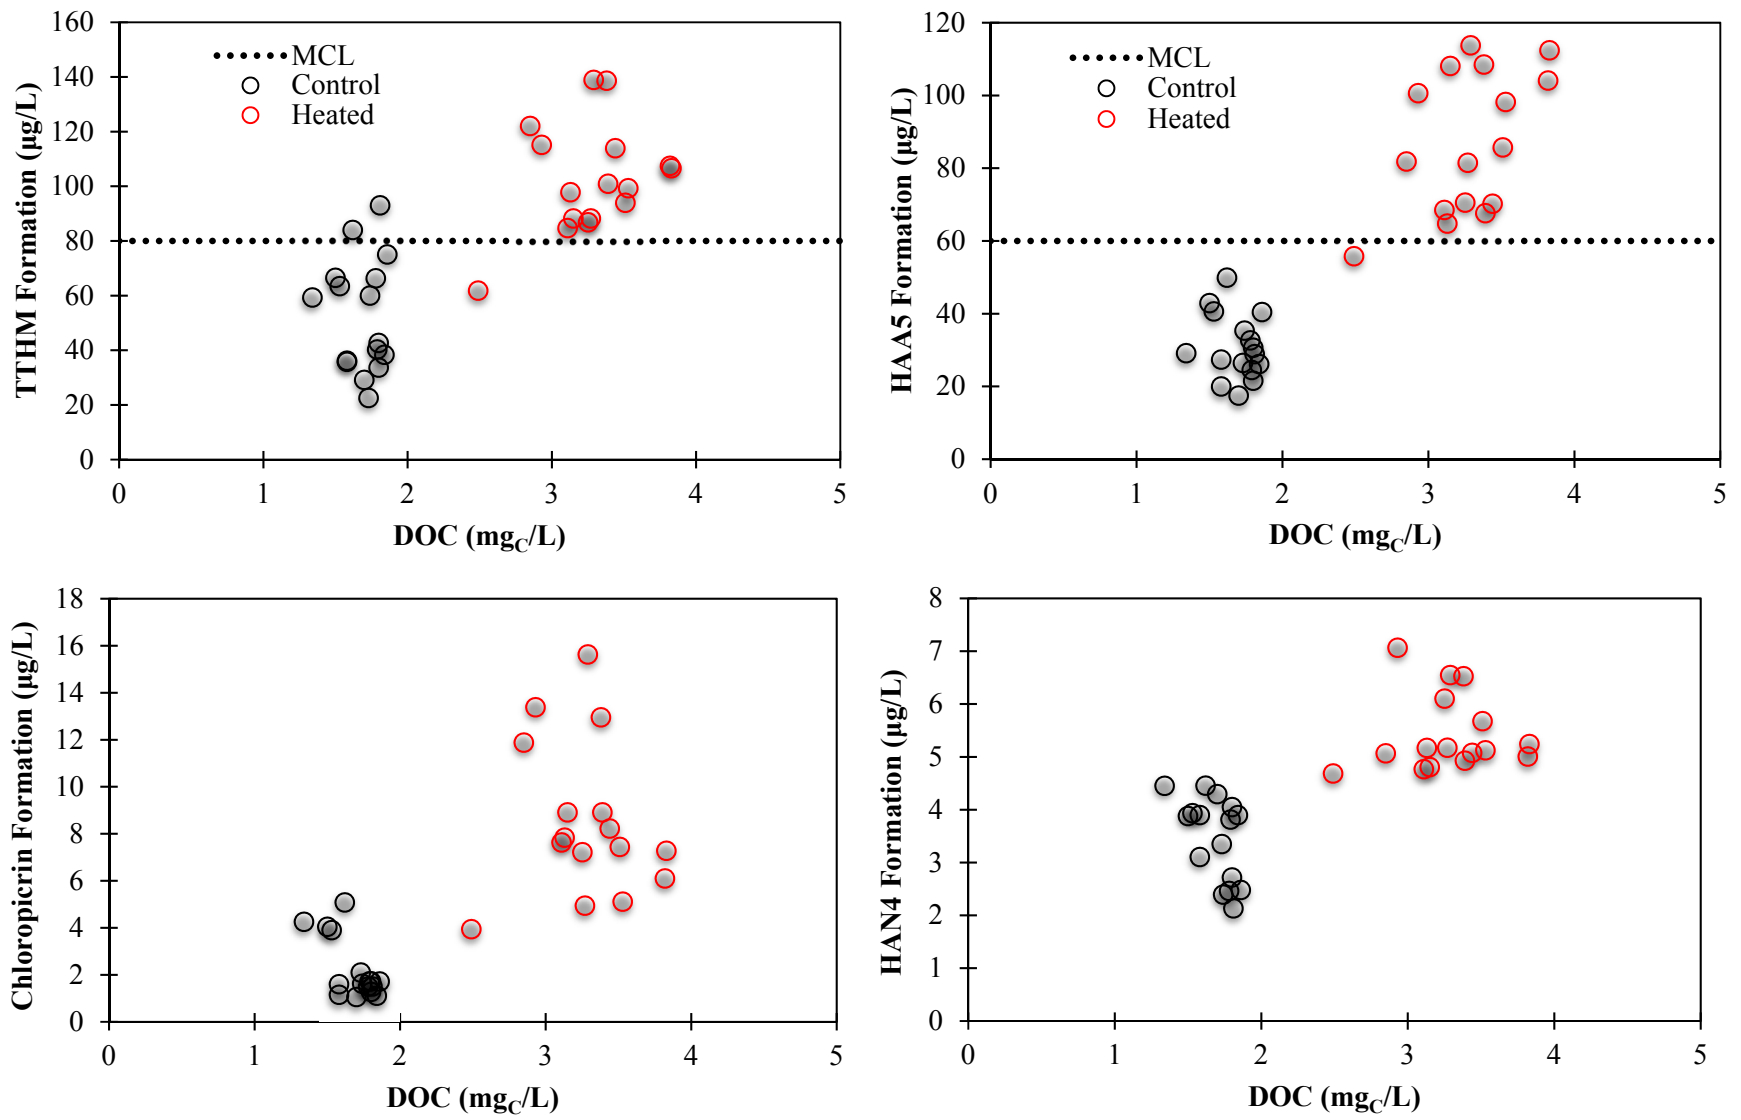 TTHM Formation (µg/L)
160
140
120
100
80
60
40
20
0
MCL
Control
Heated
0 1 2 3 4 5
DOC (mgC/L)
HAA5 Formation (µg/L)
120
100
80
60
40
20
0
MCL
Control
Heated
0 1 2 3 4 5
DOC (mgC/L)
Chloropicrin Formation (µg/L)
18
16
14
12
10
8
6
4
2
0
0 1 2 3 4 5
DOC (mgC/L)
HAN4 Formation (µg/L)
8
7
6
5
4
3
2
1
0
0 1 2 3 4 5
DOC (mgC/L)